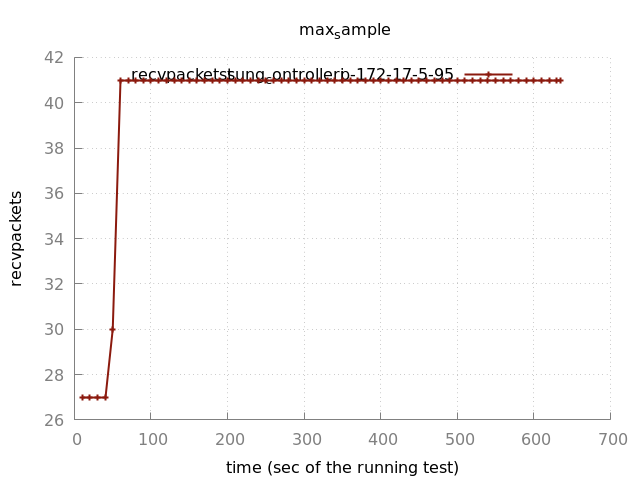 max_sample
42
recvpacketstsung_controllerip-172-17-5-95
40
38
36
34
32
30
28
26
recvpackets
0 100 200 300 400 500 600 700
time (sec of the running test)